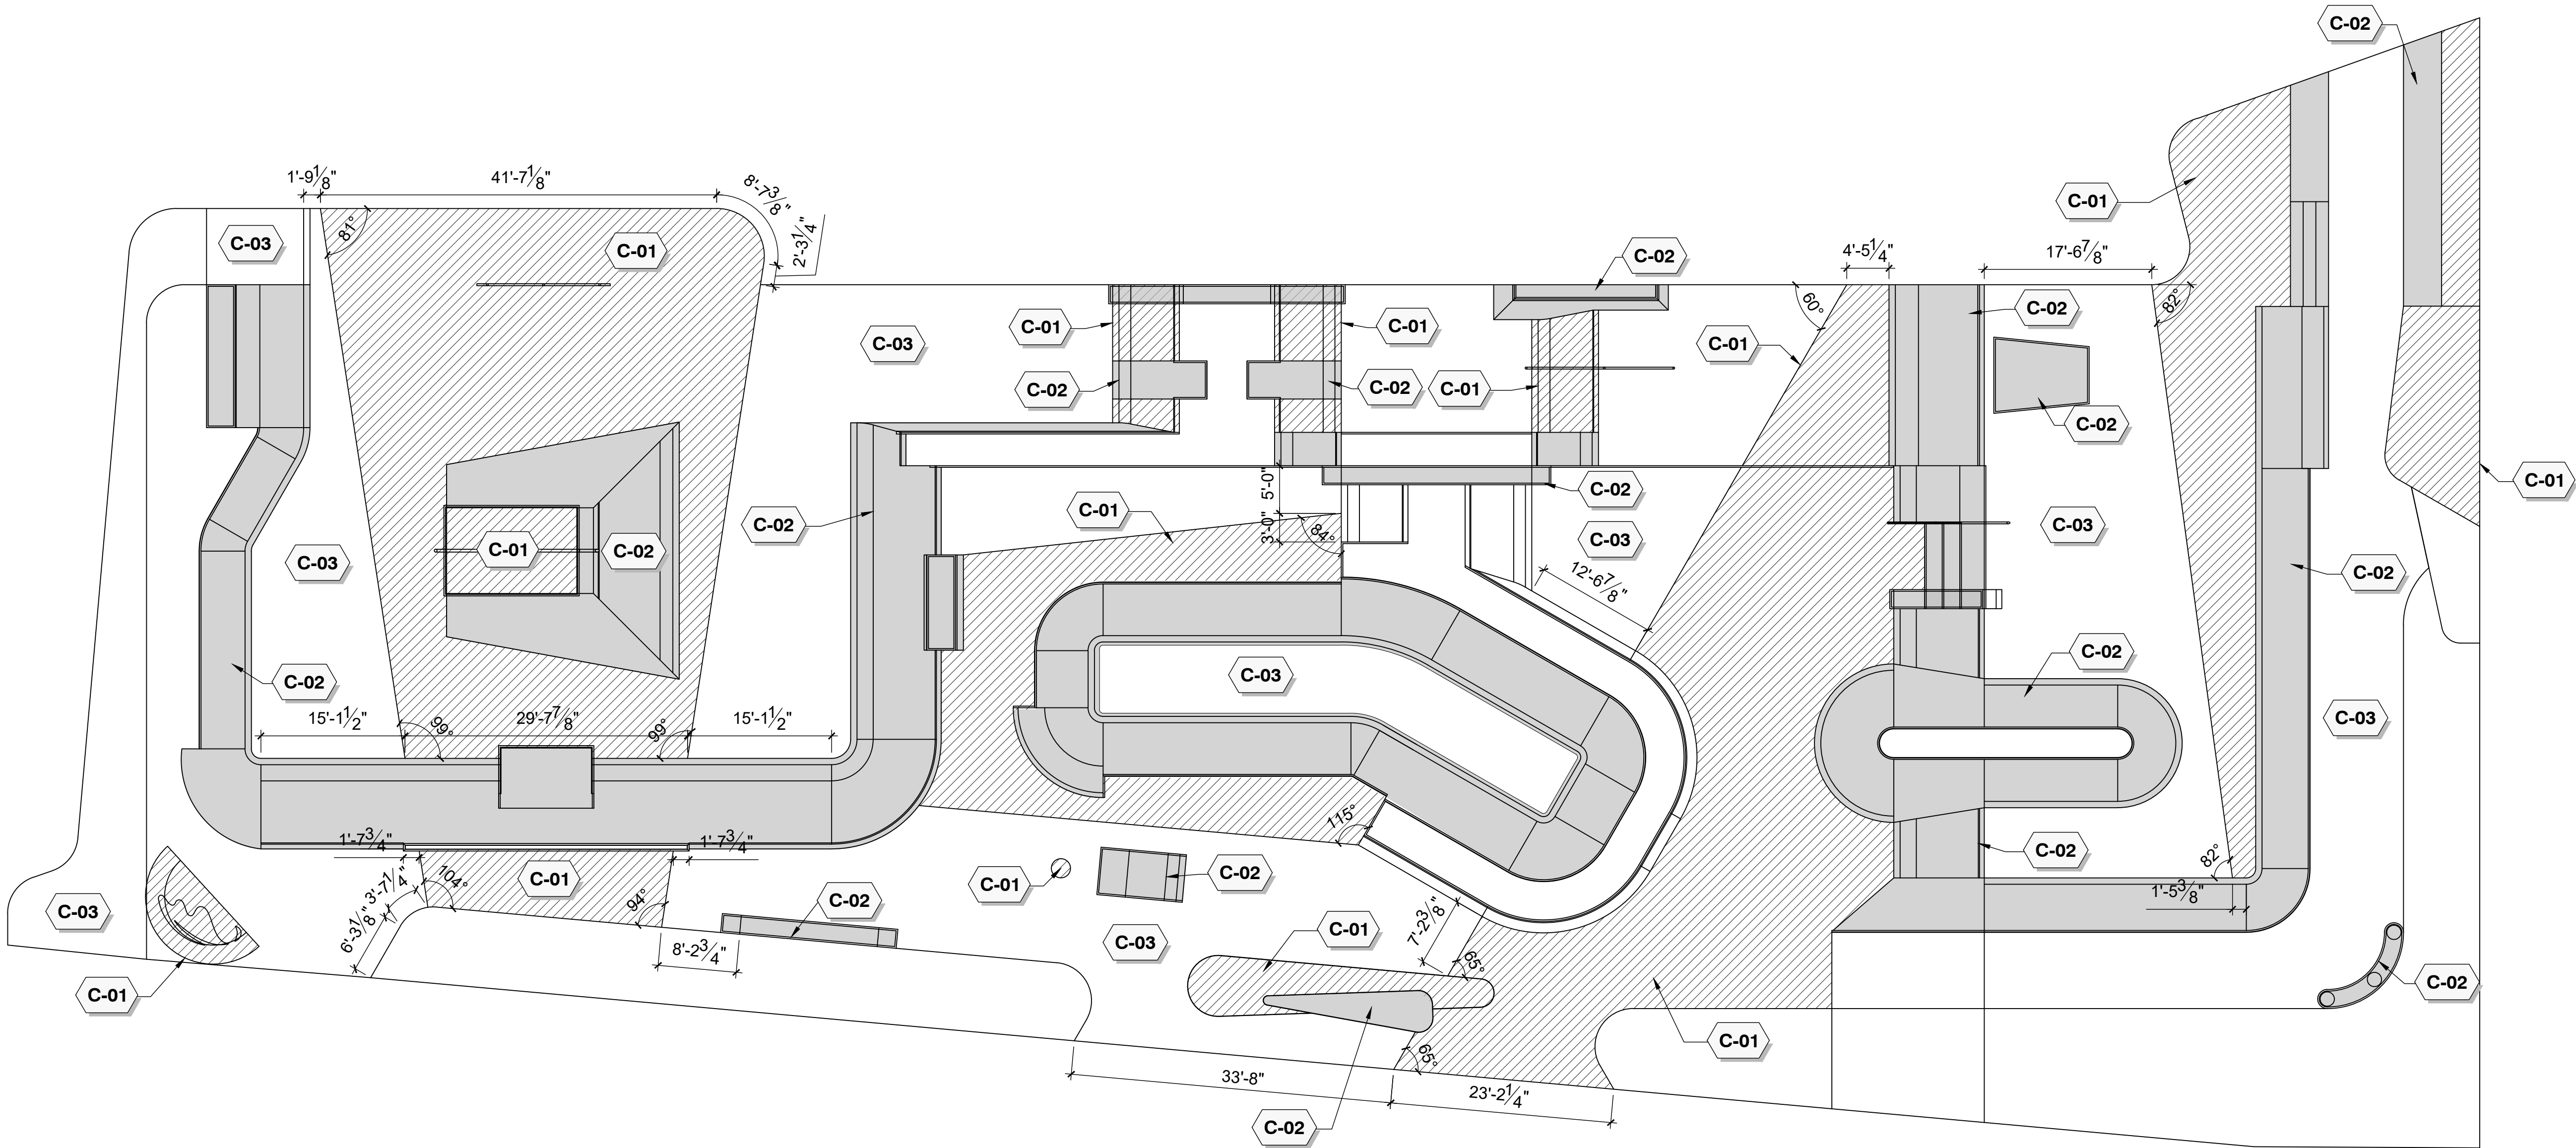 C-02
1'-9 1/8"
41'-7 1/8"
8'-7 3/8"
2'-3 1/4"
C-01
C-03
81°
C-01
4'-5 1/4"
17'-6 7/8"
C-02
60°
82°
C-02
C-01
C-01
C-03
C-01
C-02
C-02
C-01
C-02
C-01
5'-0"
3'-0"
84°
C-02
C-01
C-02
C-03
C-03
C-01
C-02
C-03
12'-6 7/8"
C-02
C-03
C-02
C-02
C-03
15'-1 1/2"
29'-7 7/8"
15'-1 1/2"
99°
99°
C-03
1'-7 3/4"
1'-7 3/4"
115°
C-02
82°
1'-5 3/8"
3'-7 1/4"
6'-3 1/8"
104°
C-01
94°
C-01
C-02
C-02
C-03
8'-2 3/4"
C-03
C-01
7'-2 3/8"
65°
C-02
C-01
C-01
65°
33'-8"
23'-2 1/4"
C-02